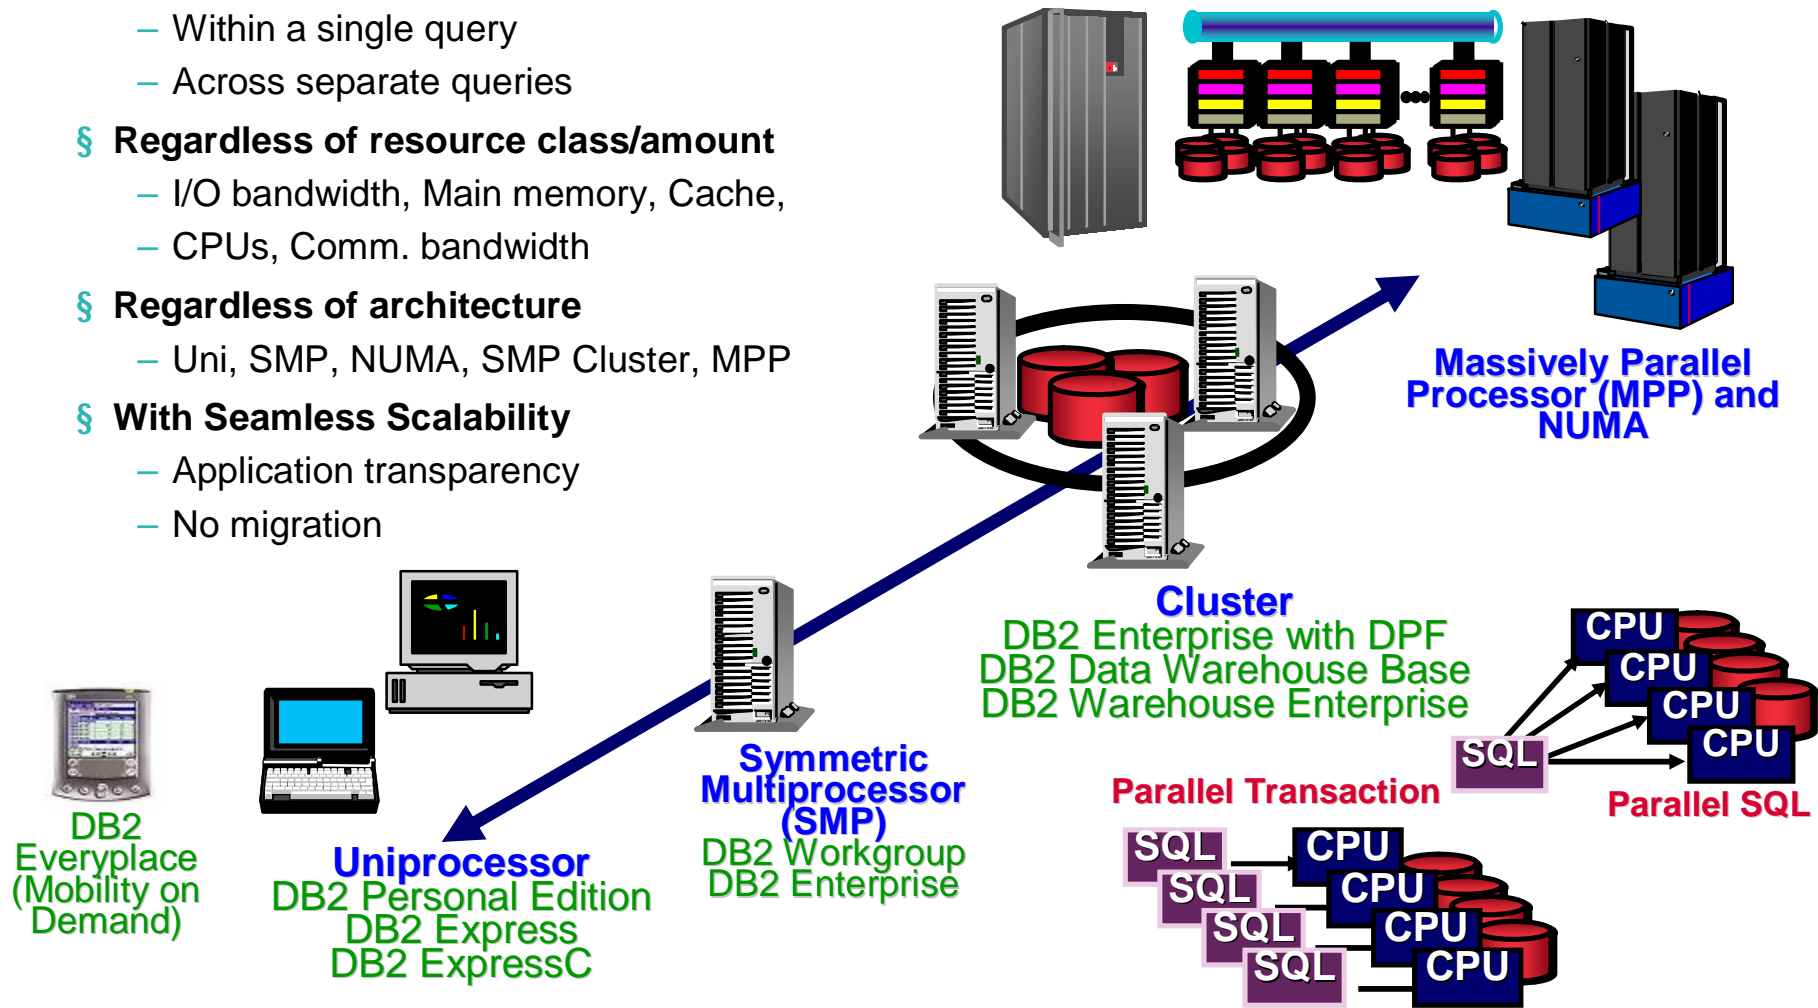 – Within a single query
– Across separate queries
§ Regardless of resource class/amount
– I/O bandwidth, Main memory, Cache,
– CPUs, Comm. bandwidth
§ Regardless of architecture
– Uni, SMP, NUMA, SMP Cluster, MPP
§ With Seamless Scalability
– Application transparency
– No migration
Massively Parallel
Processor (MPP) and
NUMA
Cluster
DB2 Enterprise with DPF
DB2 Data Warehouse Base
DB2 Warehouse Enterprise
Symmetric
Multiprocessor
(SMP)
DB2 Workgroup
DB2 Enterprise
Uniprocessor
DB2 Personal Edition
DB2 Express
DB2 ExpressC
DB2
Everyplace
(Mobility on
Demand)
CPU
CPU
CPU
CPU
SQL
Parallel SQL
Parallel Transaction
SQL
CPU
SQL
CPU
SQL
CPU
SQL
CPU